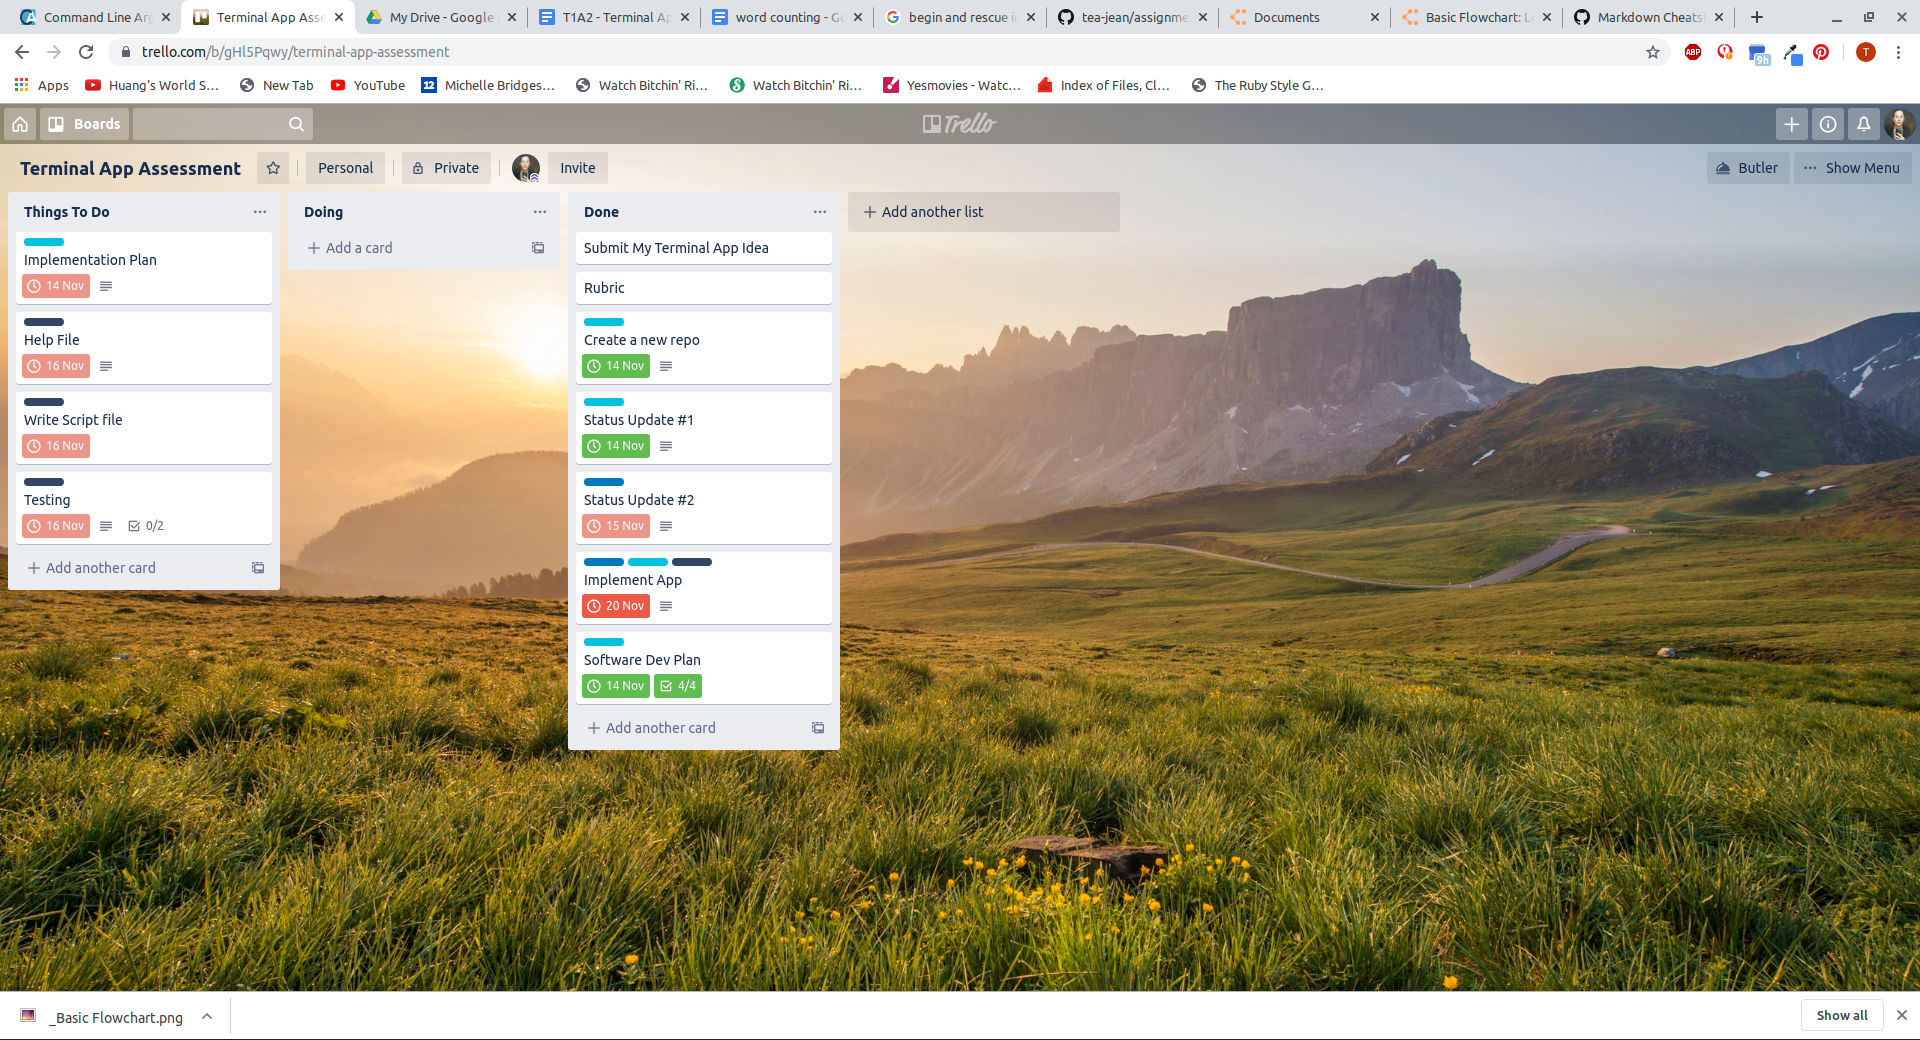 Command Line Arg
Terminal App Asse
My Drive - Google
T1A2 - Terminal Ap
word counting - Go
begin and rescue i
tea-jean/assignme
Documents
Basic Flowchart: L
Markdown Cheats
trello.com/b/gHl5Pqwy/terminal-app-assessment
ABP
9h
T
Apps
Huang's World S...
New Tab
YouTube
12
Michelle Bridges...
Watch Bitchin' Ri...
Watch Bitchin' Ri...
Yesmovies - Watc...
Index of Files, Cl...
The Ruby Style G...
Boards
Trello
Terminal App Assessment
Personal
Private
Invite
Butler
Show Menu
Things To Do
Implementation Plan
14 Nov
Help File
16 Nov
Write Script file
16 Nov
Testing
16 Nov 0/2
Add another card
Doing
Add a card
Done
Submit My Terminal App Idea
Rubric
Create a new repo
14 Nov
Status Update #1
14 Nov
Status Update #2
15 Nov
Implement App
20 Nov
Software Dev Plan
14 Nov 4/4
Add another card
Add another list
_Basic Flowchart.png
Show all